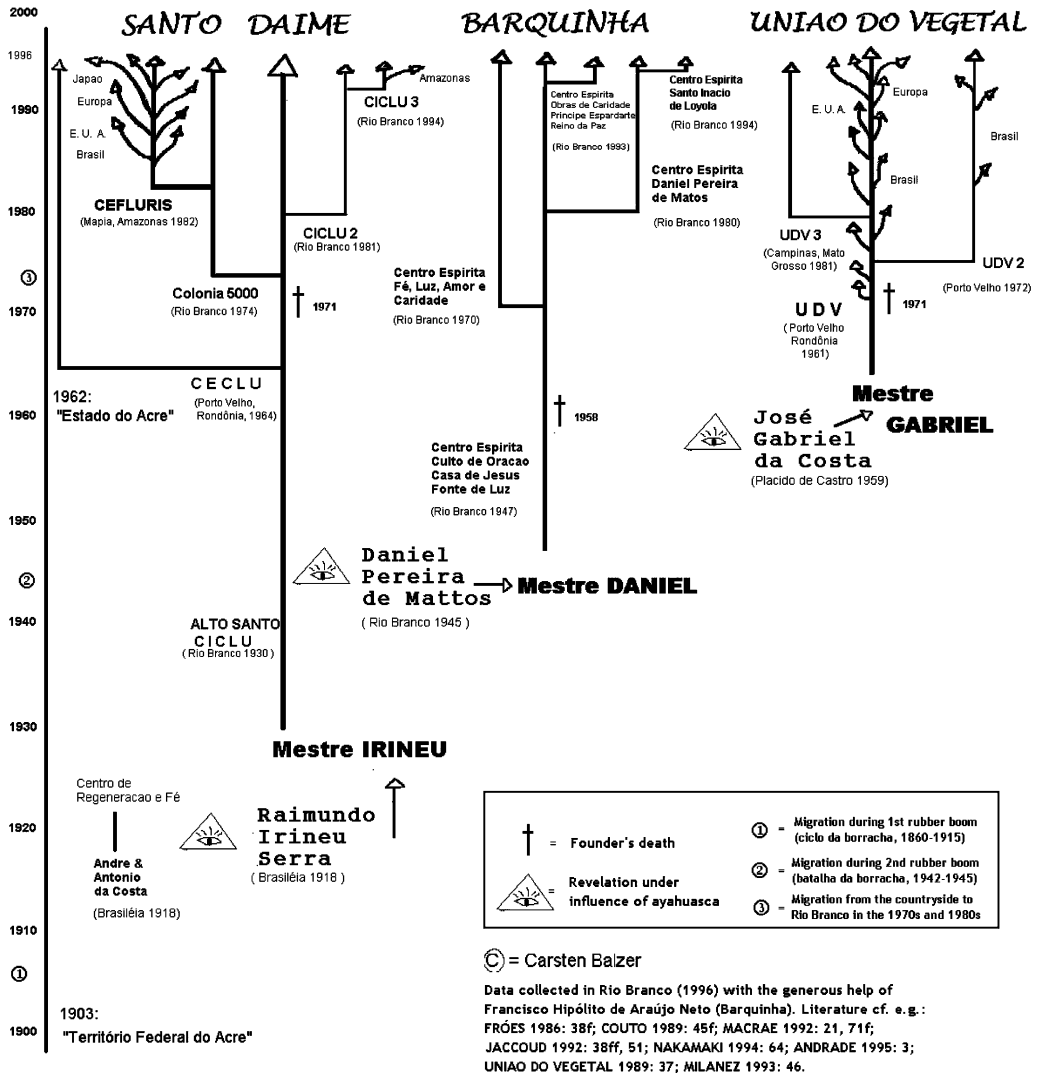 2000
1996
1990
1980
③
1970
1960
1950
②
1940
1930
1920
1910
①
1900
SANTO DAIME
Japao
Europa
E. U. A.
Brasil
CEFLURIS
(Mapia, Amazonas 1982)
Amazonas
CICLU 3
(Rio Branco 1994)
CICLU 2
(Rio Branco 1981)
Colonia 5000
(Rio Branco 1974)
1971
CECLU
(Porto Velho,
Rondônia, 1964)
1962:
"Estado do Acre"
ALTO SANTO
CICLU
(Rio Branco 1930)
Mestre IRINEU
Centro de
Regeneracao e Fé
Andre &
Antonio
da Costa
(Brasiléia 1918)
Raimundo
Irineu
Serra
(Brasiléia 1918)
1903:
"Território Federal do Acre"
BARQUINHA
Centro Espirita
Obras de Caridade
Principe Espardarte
Reino da Paz
(Rio Branco 1993)
Centro Espirita
Santo Inacio
de Loyola
(Rio Branco 1994)
Centro Espirita
Daniel Pereira
de Matos
(Rio Branco 1980)
Centro Espirita
Fé, Luz, Amor e
Caridade
(Rio Branco 1970)
1958
Centro Espirita
Culto de Oracao
Casa de Jesus
Fonte de Luz
(Rio Branco 1947)
Daniel
Pereira
de Mattos
(Rio Branco 1945)
Mestre DANIEL
UNIAO DO VEGETAL
Europa
E. U.A.
Brasil
Brasil
UDV 3
(Campinas, Mato
Grosso 1981)
UDV 2
(Porto Velho 1972)
UDV
(Porto Velho
Rondônia
1961)
1971
Mestre
GABRIEL
José
Gabriel
da Costa
(Placido de Castro 1959)
= Founder's death
= Revelation under
influence of ayahuasca
① = Migration during 1st rubber boom
(ciclo da borracha, 1860-1915)
② = Migration during 2nd rubber boom
(batalha da borracha, 1942-1945)
③ = Migration from the countryside to
Rio Branco in the 1970s and 1980s
© = Carsten Balzer
Data collected in Rio Branco (1996) with the generous help of
Francisco Hipólito de Araújo Neto (Barquinha). Literature cf. e.g.:
FRÓES 1986: 38f; COUTO 1989: 45f; MACRAE 1992: 21, 71f;
JACCOUD 1992: 38ff, 51; NAKAMAKI 1994: 64; ANDRADE 1995: 3;
UNIAO DO VEGETAL 1989: 37; MILANEZ 1993: 46.